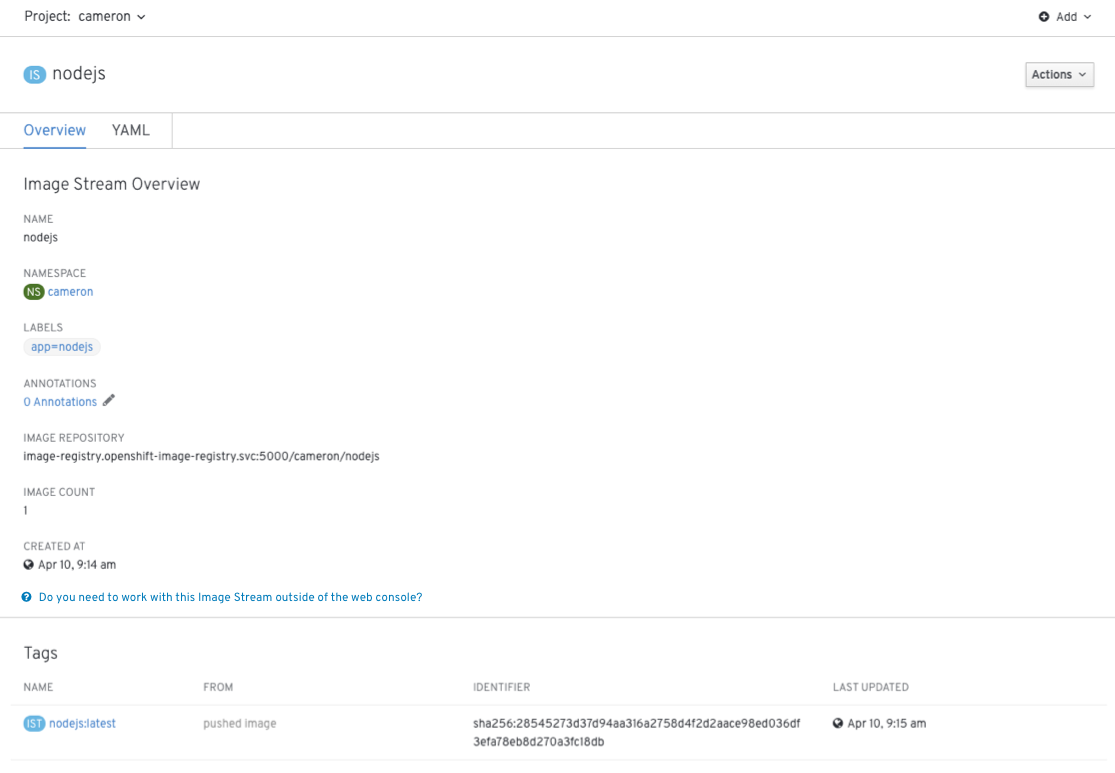 Project: cameron
Add
IS nodejs
Actions
Overview YAML
Image Stream Overview
NAME
nodejs
NAMESPACE
NS cameron
LABELS
app=nodejs
ANNOTATIONS
0 Annotations
IMAGE REPOSITORY
image-registry.openshift-image-registry.svc:5000/cameron/nodejs
IMAGE COUNT
1
CREATED AT
Apr 10, 9:14 am
Do you need to work with this Image Stream outside of the web console?
Tags
NAME FROM IDENTIFIER LAST UPDATED
IST nodejs:latest pushed image sha256:28545273d37d94aa316a2758d4f2d2aace98ed036df Apr 10, 9:15 am
3efa78eb8d270a3fc18db